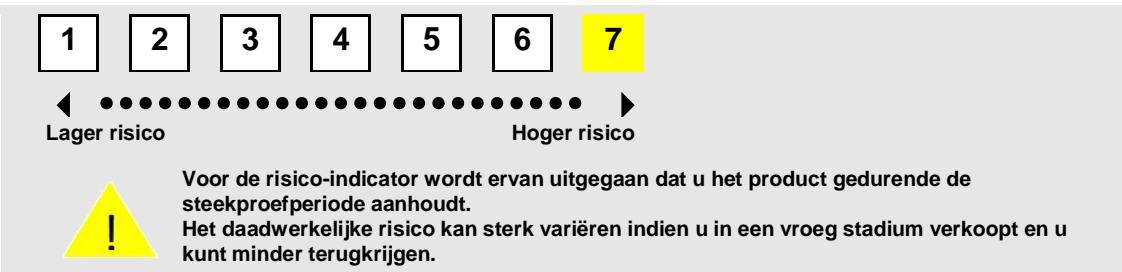 1 2 3 4 5 6 7
Lager risico Hoger risico
!
Voor de risico-indicator wordt ervan uitgegaan dat u het product gedurende de
steekproefperiode aanhoudt.
Het daadwerkelijke risico kan sterk variëren indien u in een vroeg stadium verkoopt en u
kunt minder terugkrijgen.